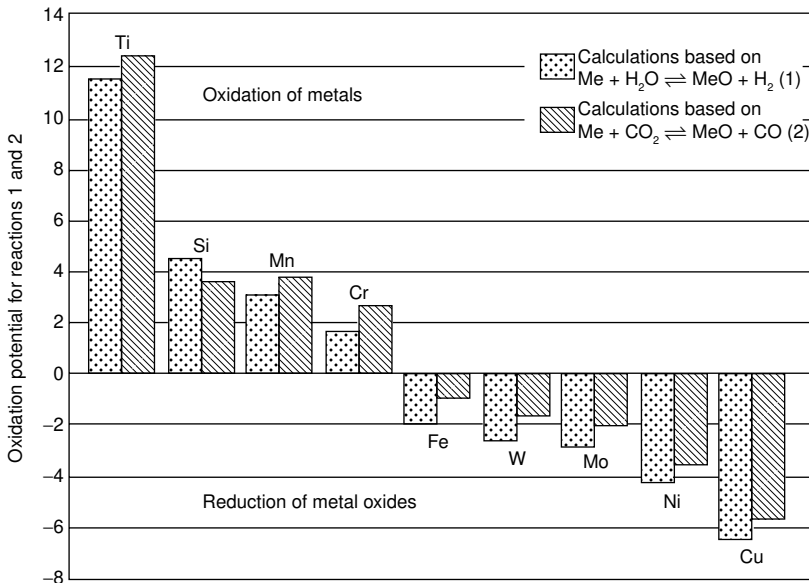 14
12
10
8
6
4
2
0
−2
−4
−6
−8
Oxidation potential for reactions 1 and 2
Ti
Si
Mn
Cr
Fe
W
Mo
Ni
Cu
Oxidation of metals
Reduction of metal oxides
Calculations based on
Me + H₂O ⇌ MeO + H₂ (1)
Calculations based on
Me + CO₂ ⇌ MeO + CO (2)